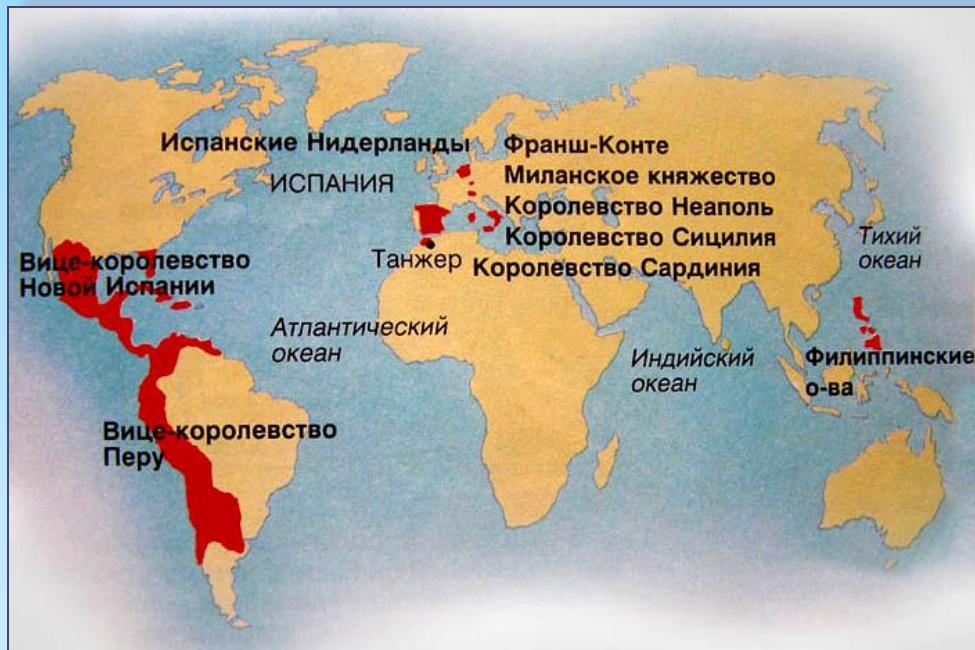 Испанские Нидерланды
ИСПАНИЯ
Франш-Конте
Миланское княжество
Королевство Неаполь
Королевство Сицилия
Королевство Сардиния
Танжер
Тихий
океан
Вице-королевство
Новой Испании
Атлантический
океан
Индийский
океан
Филиппинские
о-ва
Вице-королевство
Перу